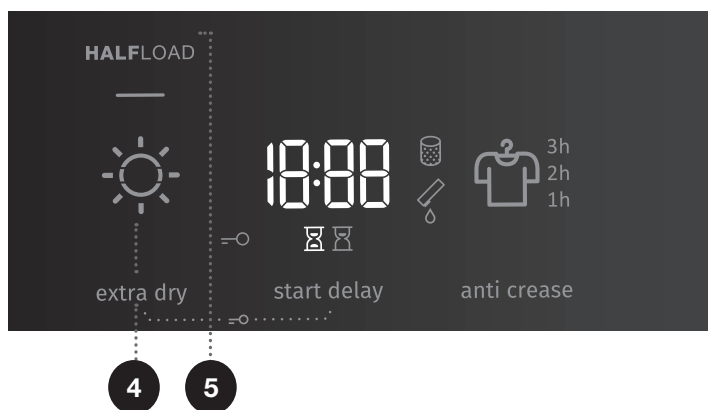 HALFLOAD
18:88
3h
2h
1h
extra dry
start delay
anti crease
4
5